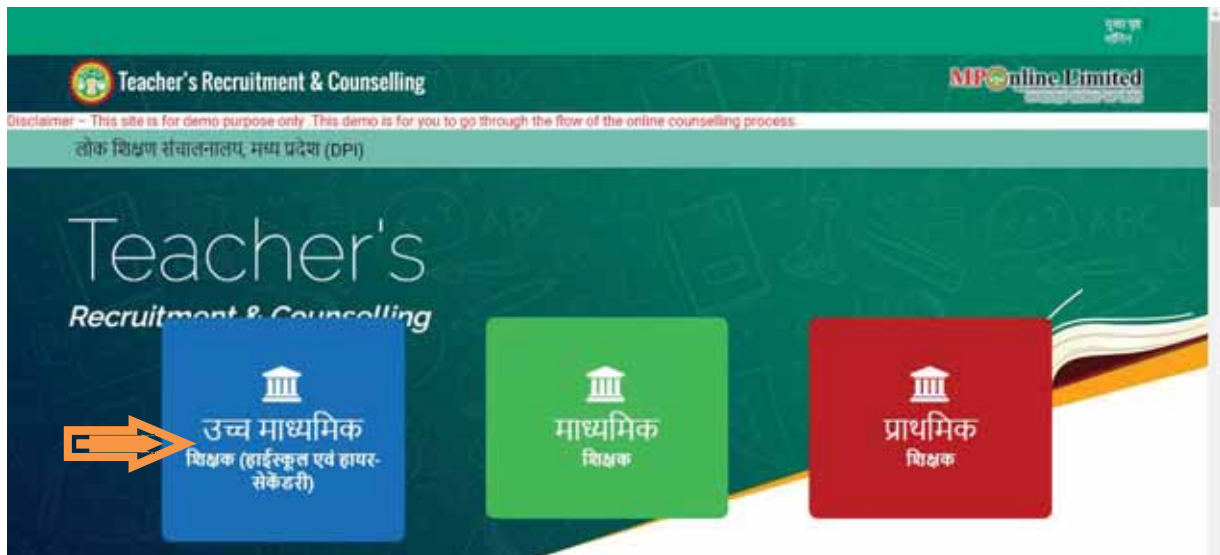 मुख्य पृष्ठ
लॉगिन
Teacher's Recruitment & Counselling
MPOnline Limited
Disclaimer – This site is for demo purpose only. This demo is for you to go through the flow of the online counselling process.
लोक शिक्षण संचालनालय, मध्य प्रदेश (DPI)
Teacher's
Recruitment & Counselling
उच्च माध्यमिक
शिक्षक (हाईस्कूल एवं हायर-
सेकेंडरी)
माध्यमिक
शिक्षक
प्राथमिक
शिक्षक